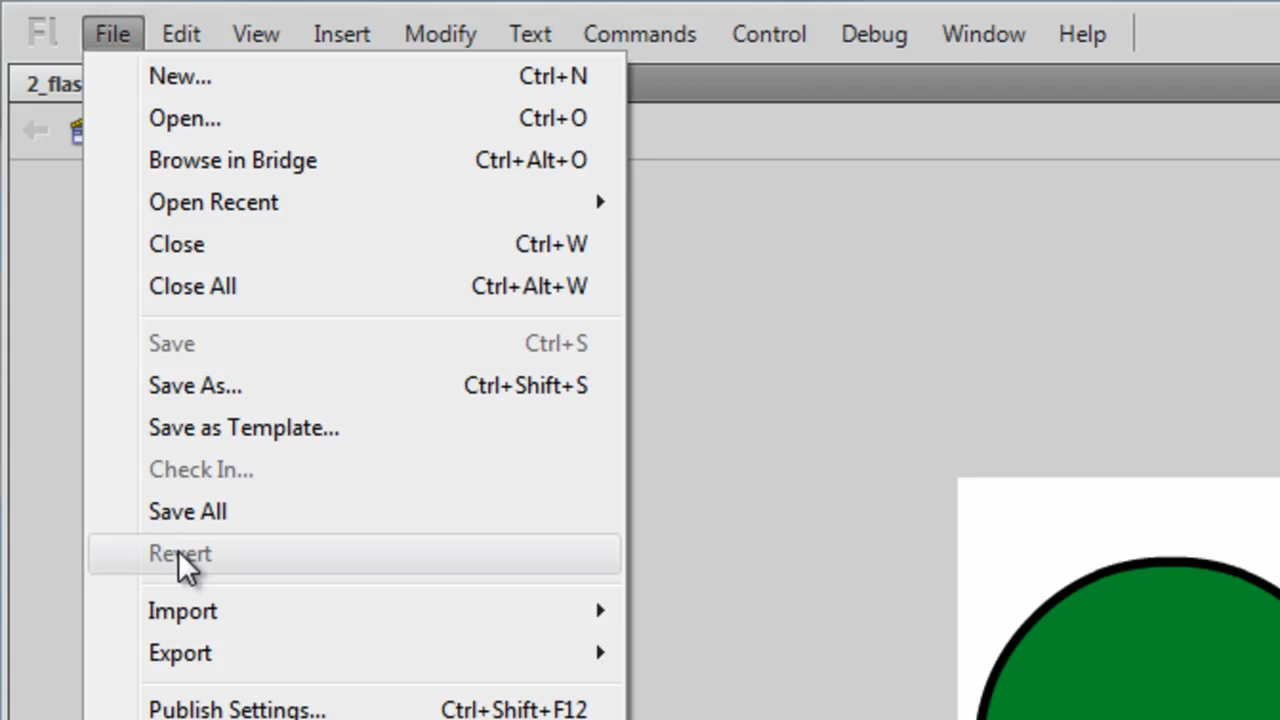 Fl File Edit View Insert Modify Text Commands Control Debug Window Help
2_flas
New... Ctrl+N
Open... Ctrl+O
Browse in Bridge Ctrl+Alt+O
Open Recent
Close Ctrl+W
Close All Ctrl+Alt+W
Save Ctrl+S
Save As... Ctrl+Shift+S
Save as Template...
Check In...
Save All
Revert
Import
Export
Publish Settings... Ctrl+Shift+F12